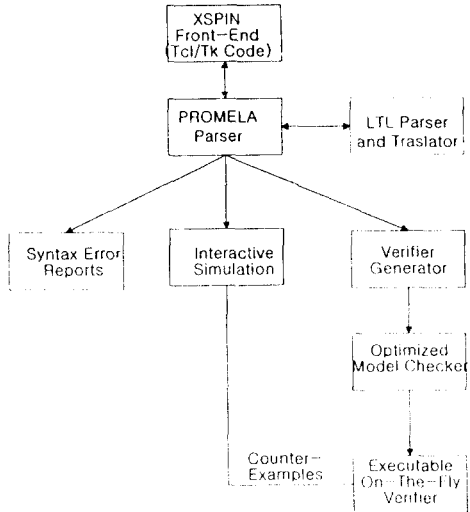 XSPIN
Front-End
(Tcl/Tk Code)
PROMELA
Parser
LTL Parser
and Traslator
Syntax Error
Reports
Interactive
Simulation
Verifier
Generator
Optimized
Model Checker
Counter-
Examples
Executable
On-The-Fly
Verifier